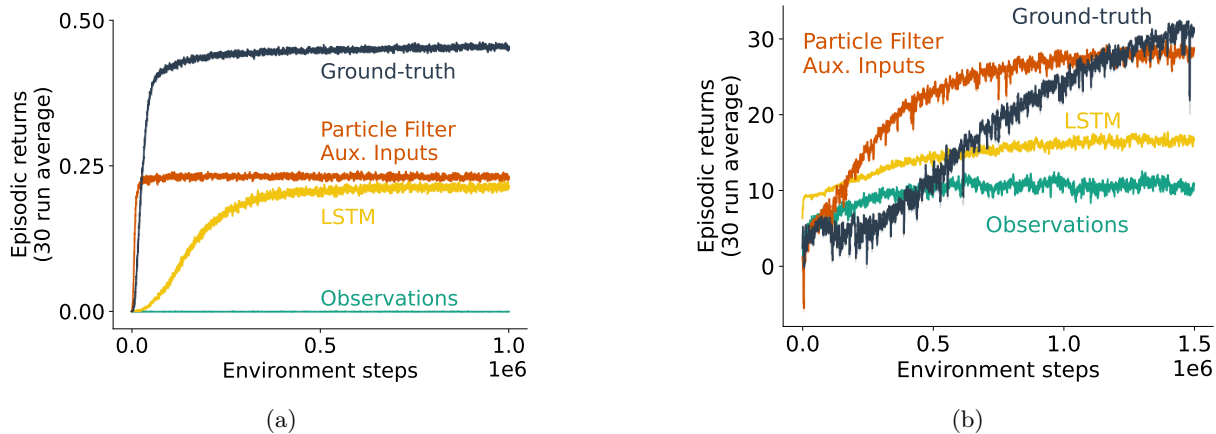 Episodic returns
(30 run average)
0.50
0.25
0.00
Ground-truth
Particle Filter
Aux. Inputs
LSTM
Observations
0.0
0.5
1.0
1e6
Environment steps
(a)
Episodic returns
(30 run average)
30
20
10
0
Ground-truth
Particle Filter
Aux. Inputs
LSTM
Observations
0.0
0.5
1.0
1.5
1e6
Environment steps
(b)